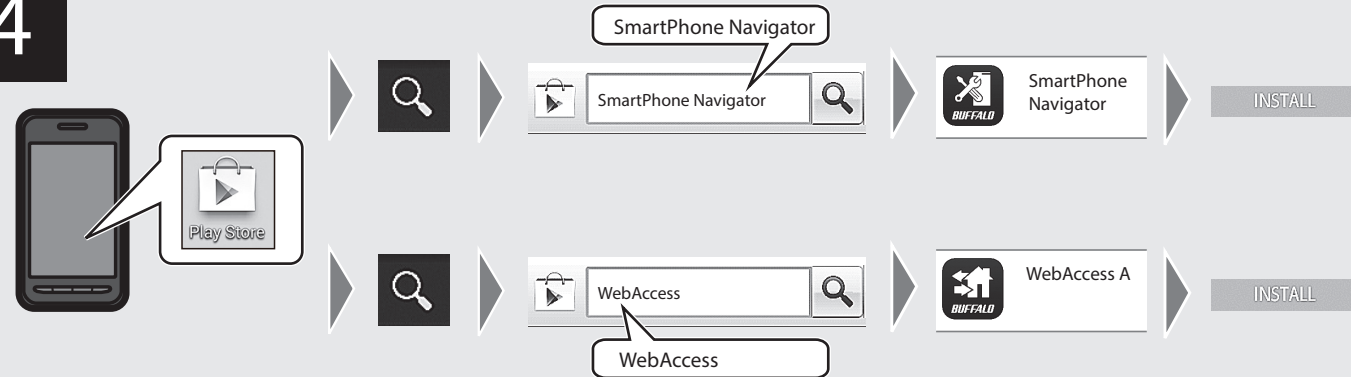 4
SmartPhone Navigator
SmartPhone Navigator
SmartPhone
Navigator
BUFFALO
INSTALL
Play Store
WebAccess
WebAccess A
BUFFALO
INSTALL
WebAccess